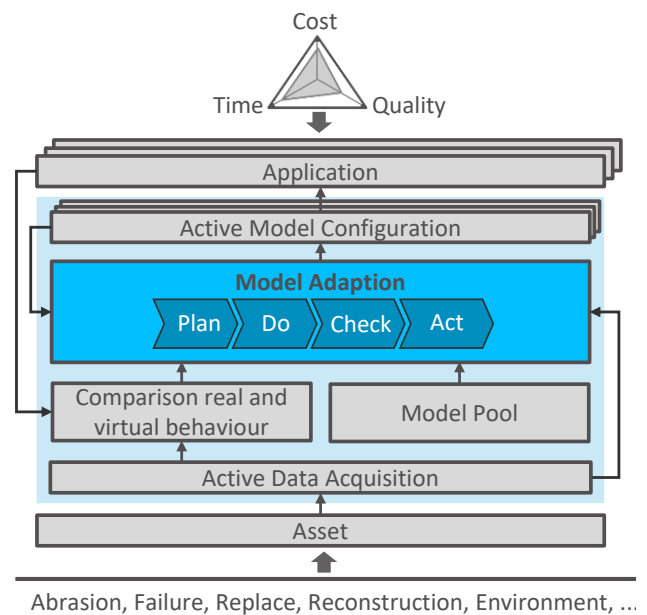 Cost
Time Quality
Application
Active Model Configuration
Model Adaption
Plan Do Check Act
Comparison real and
virtual behaviour
Model Pool
Active Data Acquisition
Asset
Abrasion, Failure, Replace, Reconstruction, Environment, ...